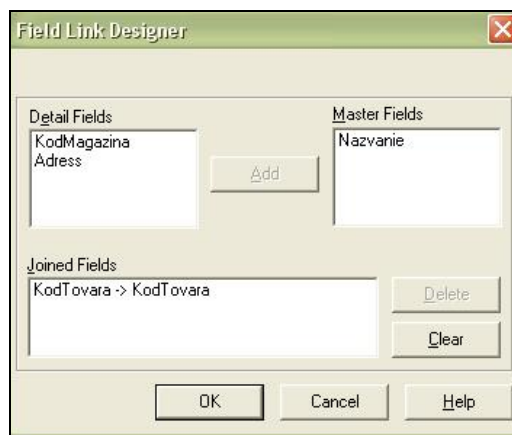 Field Link Designer
Detail Fields
Master Fields
KodMagazina
Adress
Add
Nazvanie
Joined Fields
KodTovara -> KodTovara
Delete
Clear
OK
Cancel
Help